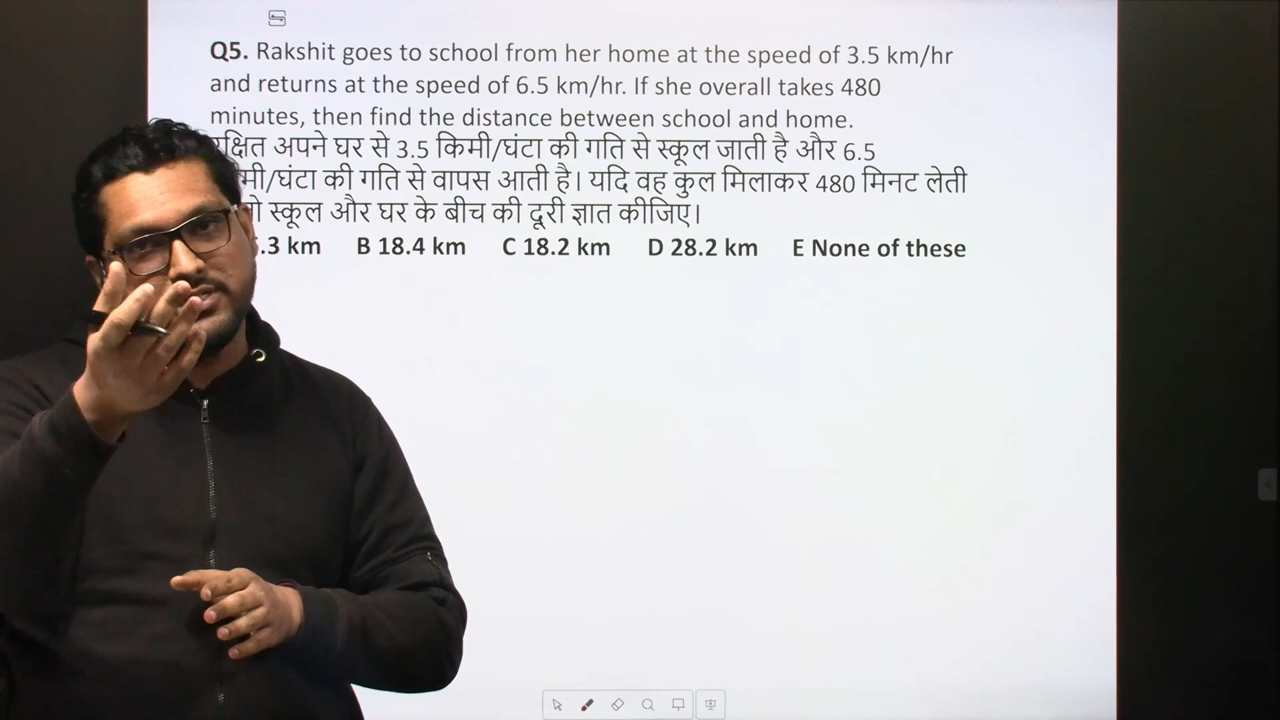 Q5. Rakshit goes to school from her home at the speed of 3.5 km/hr
and returns at the speed of 6.5 km/hr. If she overall takes 480
minutes, then find the distance between school and home.
अपने घर से 3.5 किमी/घंटा की गति से स्कूल जाती है और 6.5
की गति से वापस आती है। यदि वह कुल मिलाकर 480 मिनट लेती
स्कूल और घर के बीच की दूरी ज्ञात कीजिए।
.3 km B 18.4 km C 18.2 km D 28.2 km E None of these